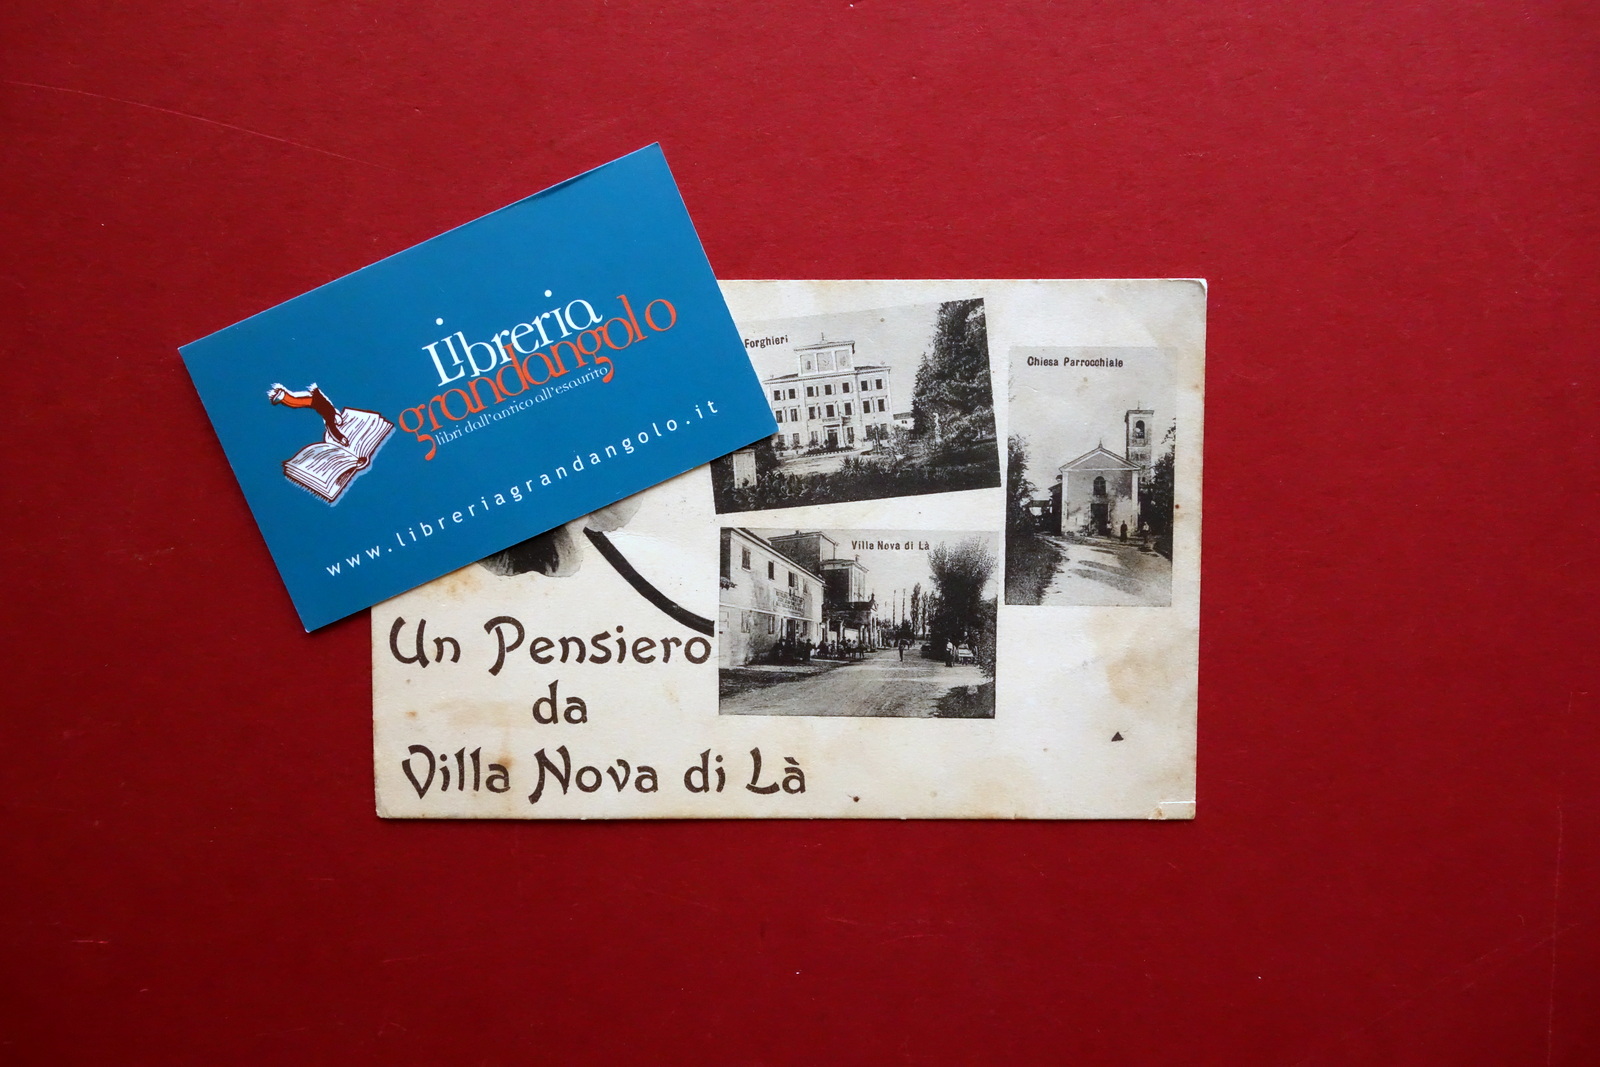 Libreria
grandangolo
libri dall'antico all'esaurito
www.libreriagrandangolo.it
Forghieri
Chiesa Parrocchiale
Villa Nova di Là
Un Pensiero
da
Villa Nova di Là